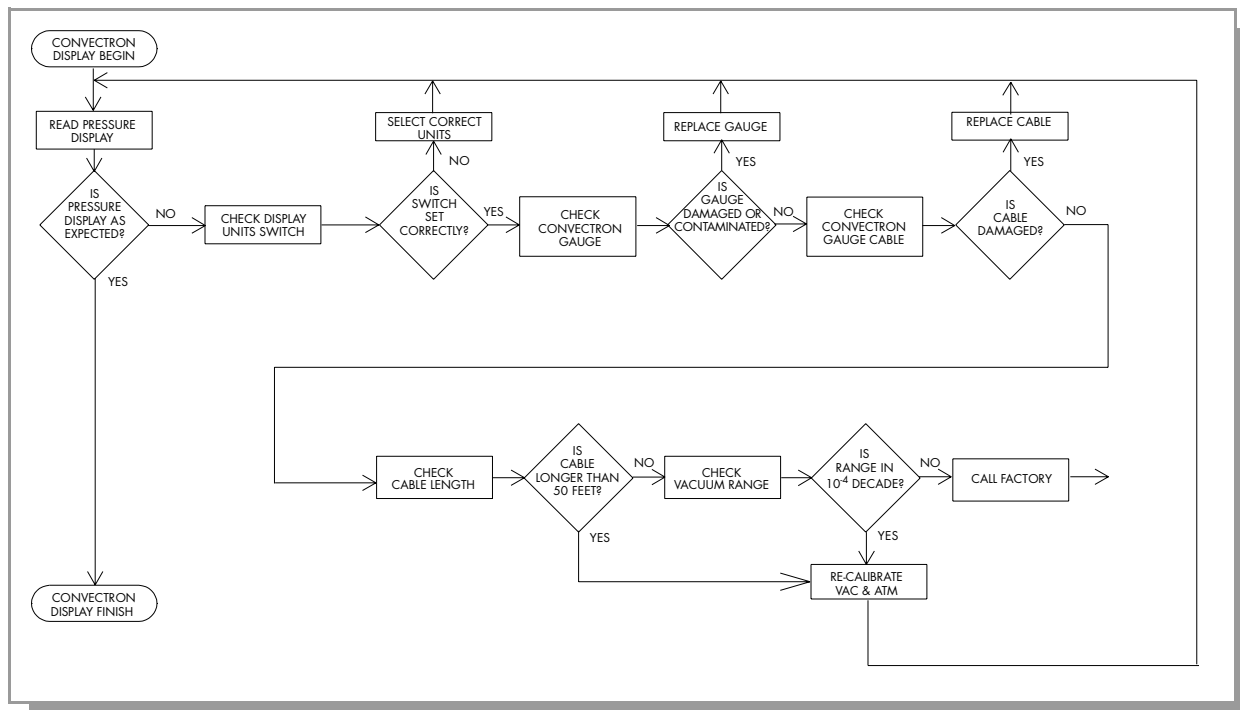 CONVECTRON
DISPLAY BEGIN
READ PRESSURE
DISPLAY
IS
PRESSURE
DISPLAY AS
EXPECTED?
NO
YES
CHECK DISPLAY
UNITS SWITCH
SELECT CORRECT
UNITS
NO
IS
SWITCH
SET
CORRECTLY?
YES
CHECK
CONVECTRON
GAUGE
REPLACE GAUGE
YES
IS
GAUGE
DAMAGED OR
CONTAMINATED?
NO
CHECK
CONVECTRON
GAUGE CABLE
REPLACE CABLE
YES
IS
CABLE
DAMAGED?
NO
CHECK
CABLE LENGTH
IS
CABLE
LONGER THAN
50 FEET?
NO
YES
CHECK
VACUUM RANGE
IS
RANGE IN
10⁻⁴ DECADE?
NO
YES
CALL FACTORY
RE-CALIBRATE
VAC & ATM
CONVECTRON
DISPLAY FINISH